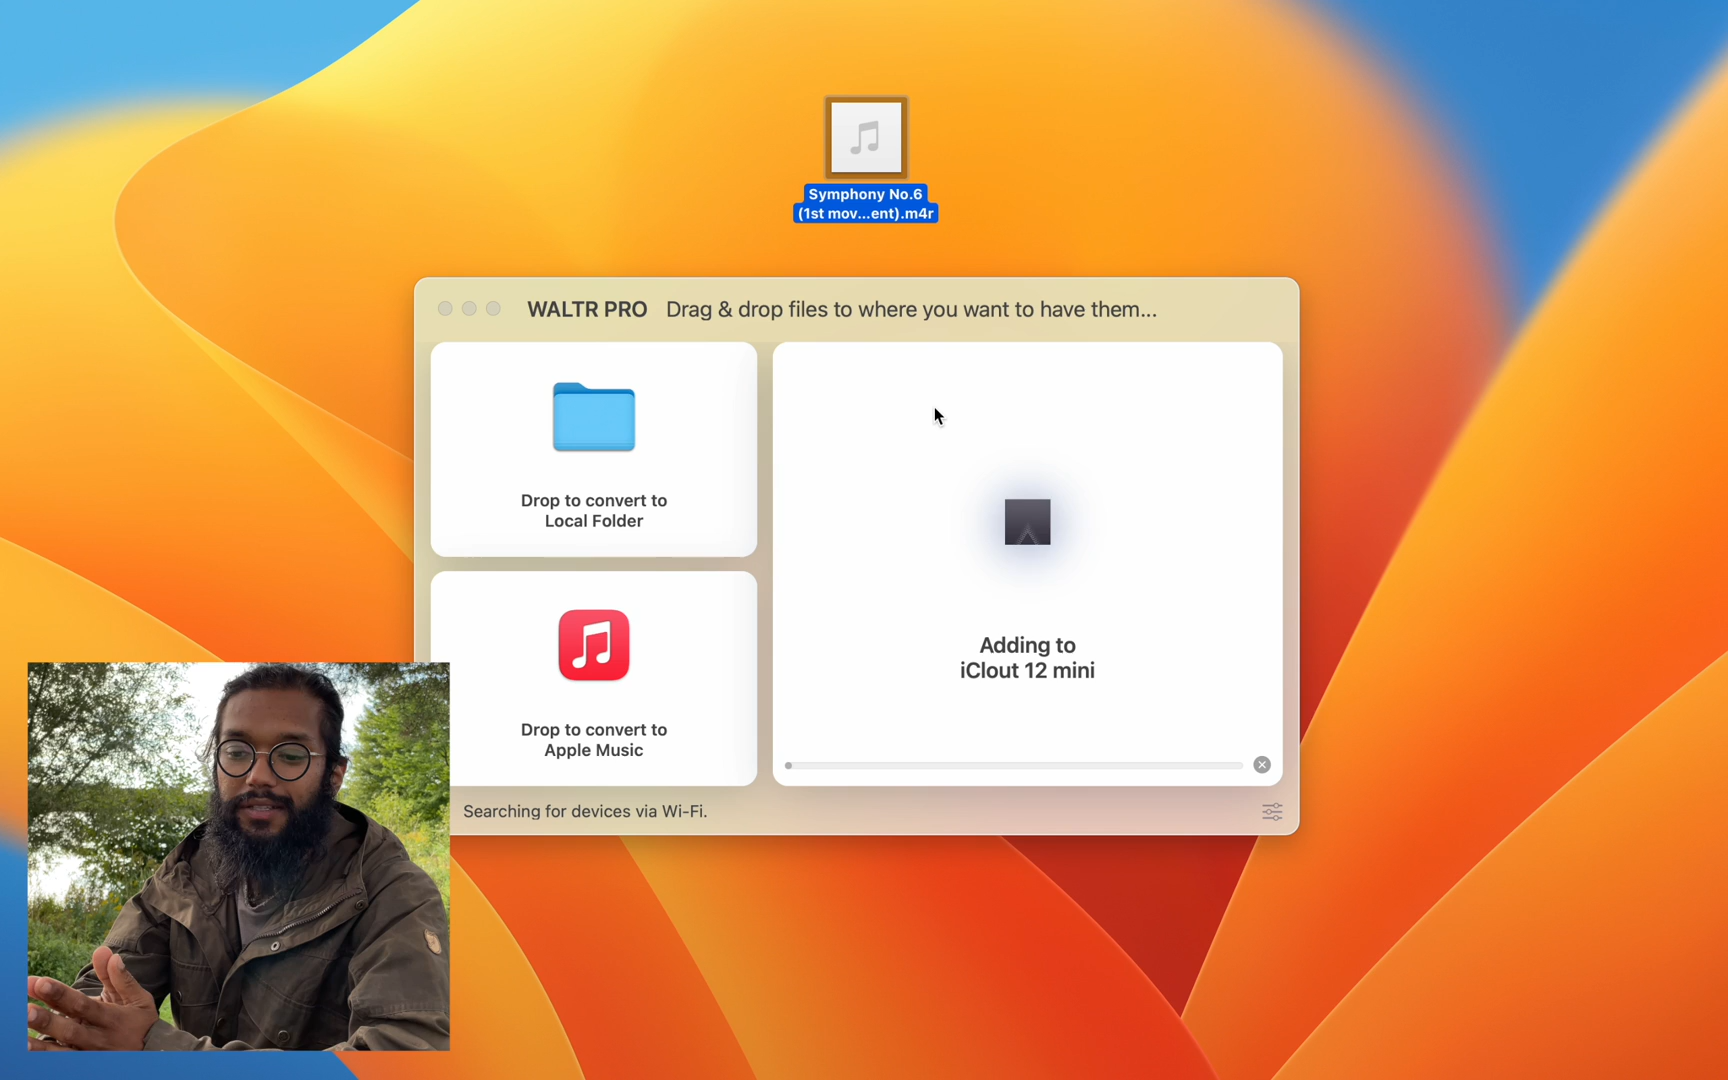 Symphony No.6
(1st mov...ent).m4r
WALTR PRO Drag & drop files to where you want to have them...
Drop to convert to
Local Folder
Adding to
iClout 12 mini
Drop to convert to
Apple Music
Searching for devices via Wi-Fi.